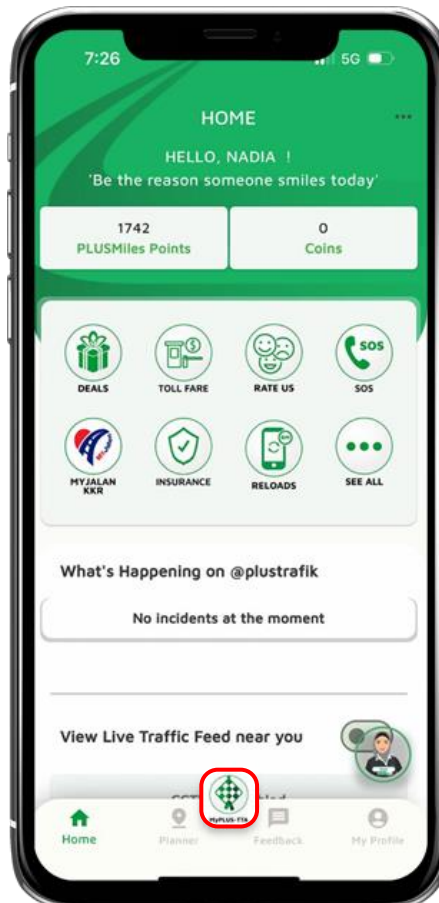 7:26
5G
HOME
HELLO, NADIA !
'Be the reason someone smiles today'
1742
PLUSMiles Points
0
Coins
DEALS
TOLL FARE
RATE US
SOS
SOS
MYJALAN
KKR
INSURANCE
RELOADS
SEE ALL
What's Happening on @plustrafik
No incidents at the moment
View Live Traffic Feed near you
MyPLUS-TTA
Home
Planner
Feedback
My Profile